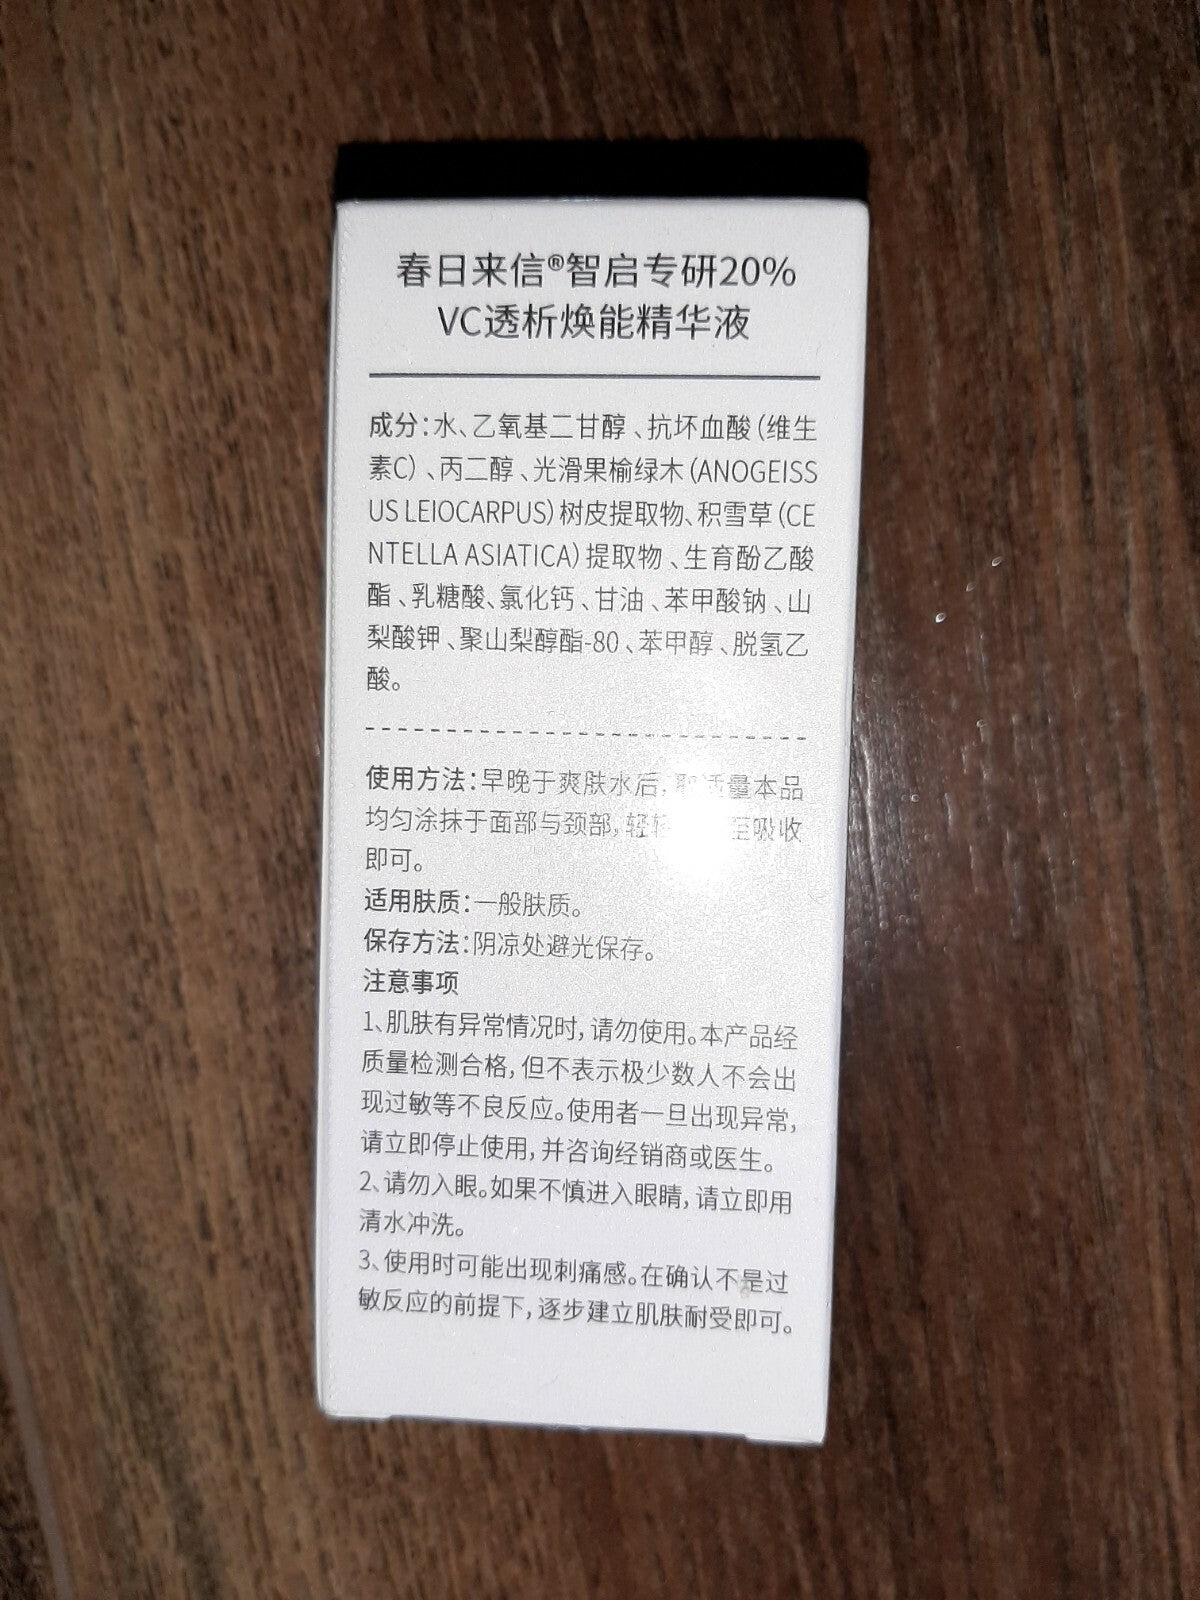 春日来信®智启专研20%
VC透析焕能精华液
成分:水、乙氧基二甘醇、抗坏血酸(维生
素C)、丙二醇、光滑果榆绿木(ANOGEISS
US LEIOCARPUS)树皮提取物、积雪草(CE
NTELLA ASIATICA)提取物、生育酚乙酸
酯、乳糖酸、氯化钙、甘油、苯甲酸钠、山
梨酸钾、聚山梨醇酯-80、苯甲醇、脱氢乙
酸。
使用方法:早晚于爽肤水后,取适量本品
均匀涂抹于面部与颈部,轻轻至吸收
即可。
适用肤质:一般肤质。
保存方法:阴凉处避光保存。
注意事项
1、肌肤有异常情况时,请勿使用。本产品经
质量检测合格,但不表示极少数人不会出
现过敏等不良反应。使用者一旦出现异常,
请立即停止使用,并咨询经销商或医生。
2、请勿入眼。如果不慎进入眼睛,请立即用
清水冲洗。
3、使用时可能出现刺痛感。在确认不是过
敏反应的前提下,逐步建立肌肤耐受即可。